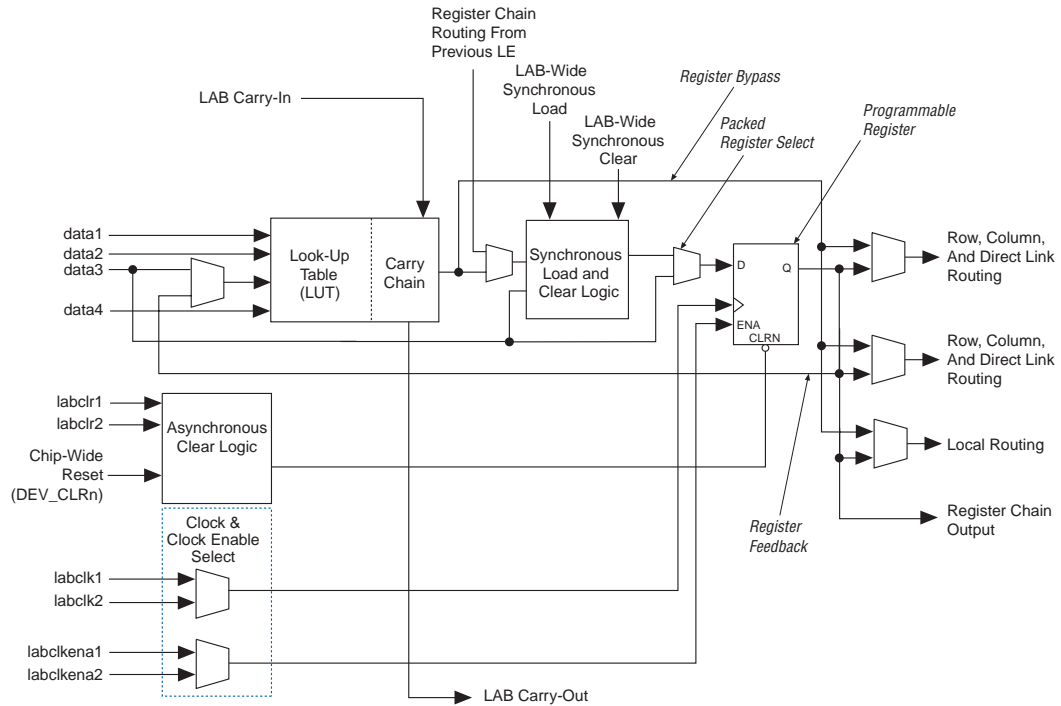 Register Chain
Routing From
Previous LE
LAB-Wide
Synchronous
Load
LAB-Wide
Synchronous
Clear
Register Bypass
Packed
Register Select
Programmable
Register
LAB Carry-In
data1
data2
data3
data4
Look-Up
Table
(LUT)
Carry
Chain
Synchronous
Load and
Clear Logic
D
Q
ENA
CLRN
Row, Column,
And Direct Link
Routing
Row, Column,
And Direct Link
Routing
Local Routing
Register Chain
Output
Register
Feedback
labclr1
labclr2
Chip-Wide
Reset
(DEV_CLRn)
Asynchronous
Clear Logic
Clock &
Clock Enable
Select
labclk1
labclk2
labclkena1
labclkena2
LAB Carry-Out